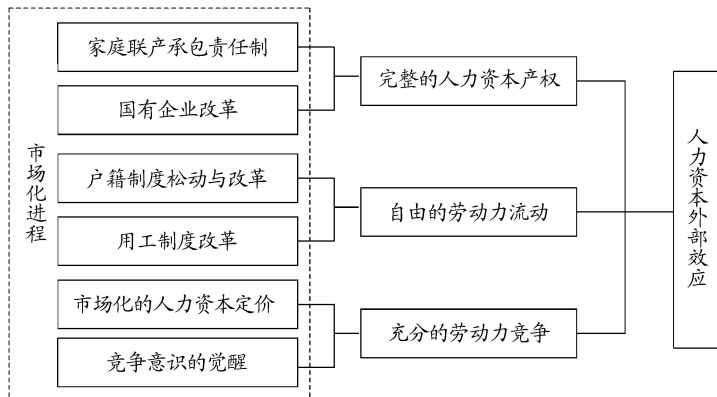 市场化进程
家庭联产承包责任制
国有企业改革
户籍制度松动与改革
用工制度改革
市场化的人力资本定价
竞争意识的觉醒
完整的人力资本产权
自由的劳动力流动
充分的劳动力竞争
人力资本外部效应